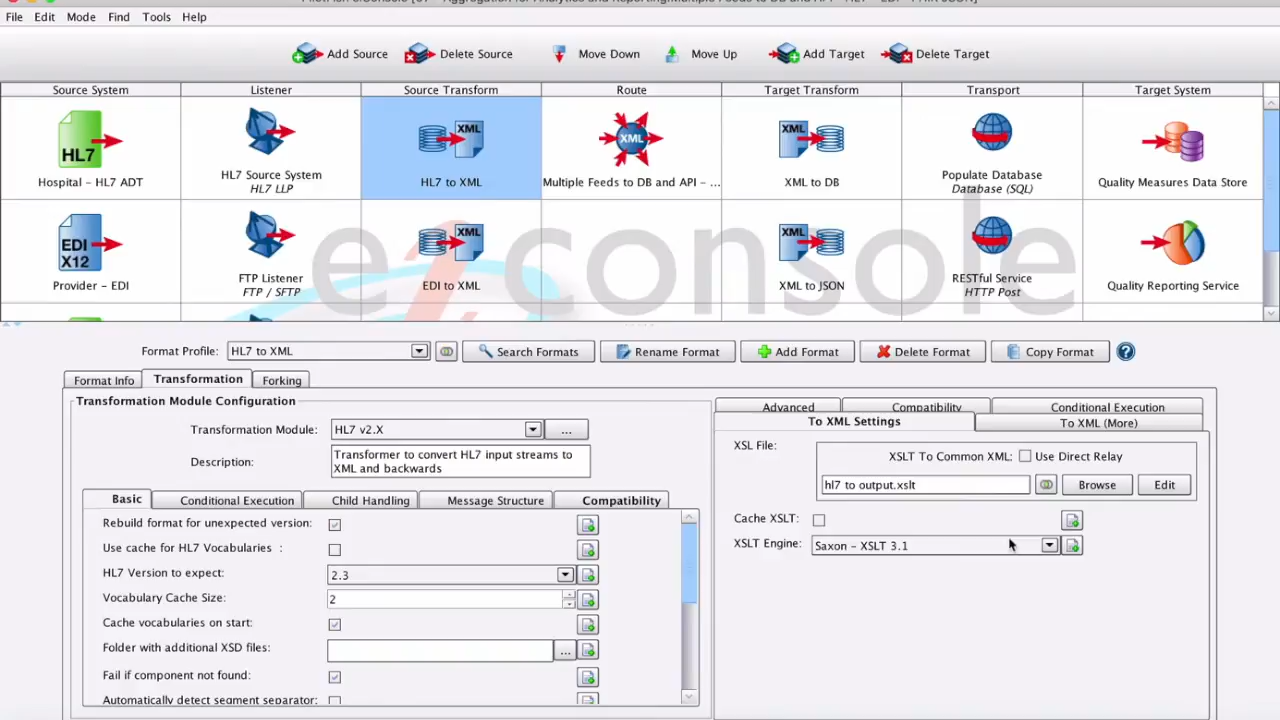 File Edit Mode Find Tools Help
Add Source Delete Source Move Down Move Up Add Target Delete Target
Source System Listener Source Transform Route Target Transform Transport Target System
HL7 XML XML XML
Hospital – HL7 ADT HL7 Source System HL7 LLP HL7 to XML Multiple Feeds to DB and API – ... XML to DB Populate Database Database (SQL) Quality Measures Data Store
EDI X12 XML XML
Provider – EDI FTP Listener FTP / SFTP EDI to XML XML to JSON RESTful Service HTTP Post Quality Reporting Service
eiconsole
Format Profile: HL7 to XML Search Formats Rename Format Add Format Delete Format Copy Format
Format Info Transformation Forking
Transformation Module Configuration
Transformation Module: HL7 v2.X ...
Description: Transformer to convert HL7 input streams to
XML and backwards
Basic Conditional Execution Child Handling Message Structure Compatibility
Rebuild format for unexpected version:
Use cache for HL7 Vocabularies :
HL7 Version to expect: 2.3
Vocabulary Cache Size: 2
Cache vocabularies on start:
Folder with additional XSD files: ...
Fail if component not found:
Automatically detect segment separator:
Advanced Compatibility Conditional Execution
To XML Settings To XML (More)
XSL File:
XSLT To Common XML: Use Direct Relay
hl7 to output.xslt Browse Edit
Cache XSLT:
XSLT Engine: Saxon – XSLT 3.1